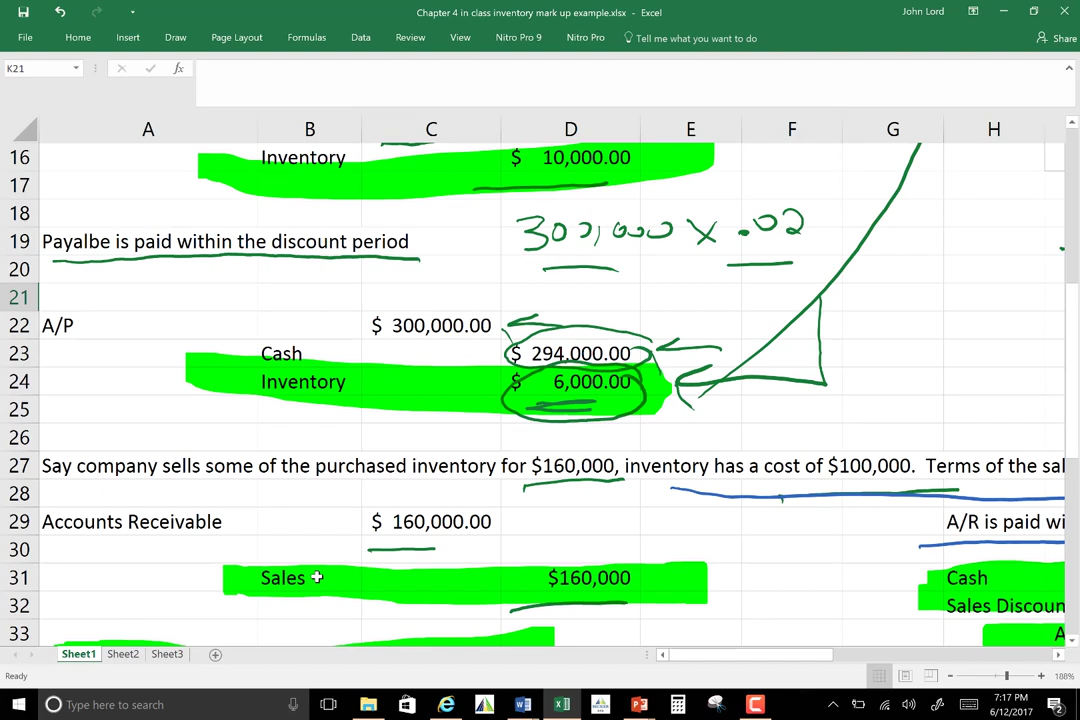 Chapter 4 in class inventory mark up example.xlsx - Excel
John Lord
File Home Insert Draw Page Layout Formulas Data Review View Nitro Pro 9 Nitro Pro Tell me what you want to do Share
K21 fx
A B C D E F G H
16 Inventory $ 10,000.00
17
18
300,000 x .02
19 Payalbe is paid within the discount period
20
21
22 A/P $ 300,000.00
23 Cash $ 294,000.00
24 Inventory $ 6,000.00
25
26
27 Say company sells some of the purchased inventory for $160,000, inventory has a cost of $100,000. Terms of the sal
28
29 Accounts Receivable $ 160,000.00 A/R is paid wi
30
31 Sales $160,000 Cash
32 Sales Discoun
33 A
Sheet1 Sheet2 Sheet3
Ready 188%
Type here to search
7:17 PM
6/12/2017
2